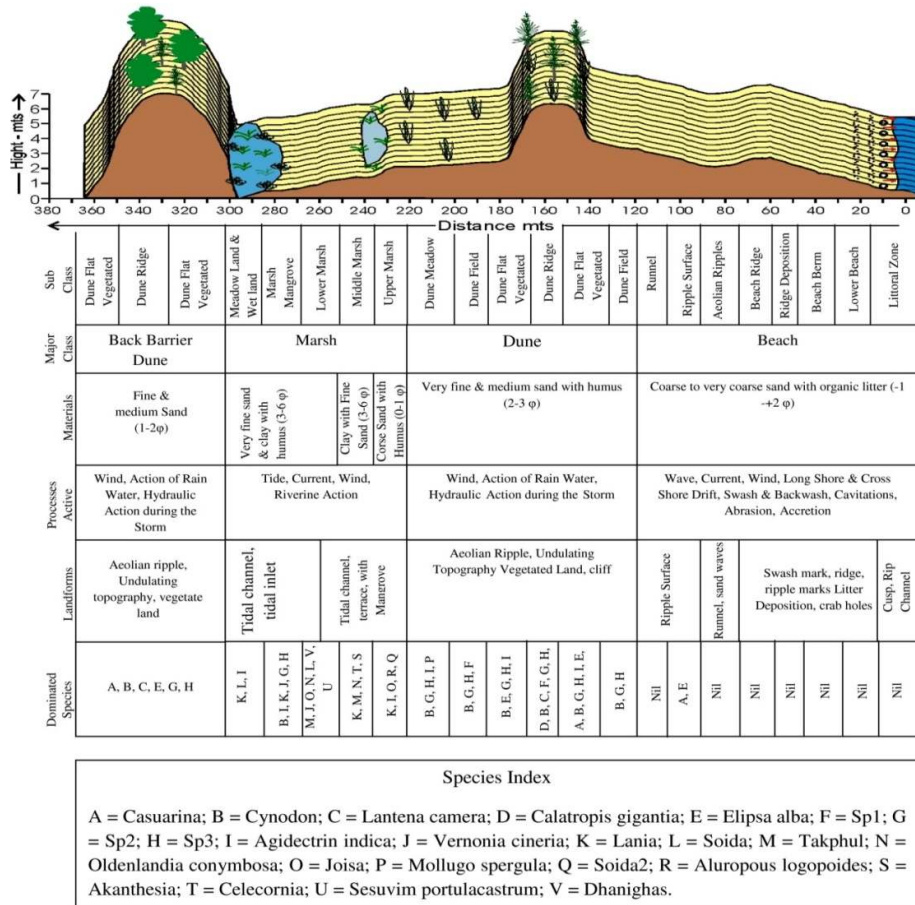 Hight - mts
7
6
5
4
3
2
1
0
380 360 340 320 300 280 260 240 220 200 180 160 140 120 100 80 60 40 20 0
Distance mts
Sub Class
Dune Flat Vegetated
Dune Ridge
Dune Flat Vegetated
Meadow Land & Wet land
Marsh Mangrove
Lower Marsh
Middle Marsh
Upper Marsh
Dune Meadow
Dune Field
Dune Flat Vegetated
Dune Ridge
Dune Flat Vegetated
Dune Field
Runnel
Ripple Surface
Aeolian Ripples
Beach Ridge
Ridge Deposition
Beach Berm
Lower Beach
Littoral Zone
Major Class
Back Barrier
Dune
Marsh
Dune
Beach
Materials
Fine &
medium Sand
(1-2φ)
Very fine sand
& clay with
humus (3-6 φ)
Clay with Fine
Sand (3-6 φ)
Corse Sand with
Humus (0-1 φ)
Very fine & medium sand with humus
(2-3 φ)
Coarse to very coarse sand with organic litter (-1
-+2 φ)
Processes Active
Wind, Action of Rain
Water, Hydraulic
Action during the
Storm
Tide, Current, Wind,
Riverine Action
Wind, Action of Rain Water,
Hydraulic Action during the Storm
Wave, Current, Wind, Long Shore & Cross
Shore Drift, Swash & Backwash, Cavitations,
Abrasion, Accretion
Landforms
Aeolian ripple,
Undulating
topography, vegetate
land
Tidal channel,
tidal inlet
Tidal channel,
terrace, with
Mangrove
Aeolian Ripple, Undulating
Topography Vegetated Land, cliff
Ripple Surface
Runnel, sand waves
Swash mark, ridge,
ripple marks Litter
Deposition, crab holes
Cusp, Rip
Channel
Dominated Species
A, B, C, E, G, H
K, L, I
B, I, K, J, G, H
M, J, O, N, L, V,
U
K, M, N, T, S
K, I, O, R, Q
B, G, H, I, P
B, G, H, F
B, E, G, H, I
D, B, C, F, G, H,
A, B, G, H, I, E,
B, G, H
Nil
A, E
Nil
Nil
Nil
Nil
Nil
Nil
Species Index
A = Casuarina; B = Cynodon; C = Lantena camera; D = Calatropis gigantia; E = Elipsa alba; F = Sp1; G
= Sp2; H = Sp3; I = Agidectrin indica; J = Vernonia cineria; K = Lania; L = Soida; M = Takphul; N =
Oldenlandia conymbosa; O = Joisa; P = Mollugo spergula; Q = Soida2; R = Aluropous logopoides; S =
Akanthesia; T = Celecornia; U = Sesuvim portulacastrum; V = Dhanighas.